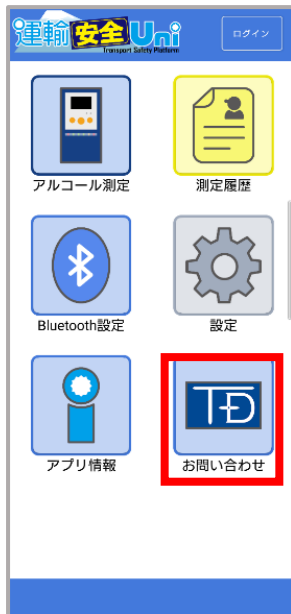 運輸安全Uni
Transport Safety Platform
ログイン
アルコール測定
測定履歴
Bluetooth設定
設定
アプリ情報
TD
お問い合わせ